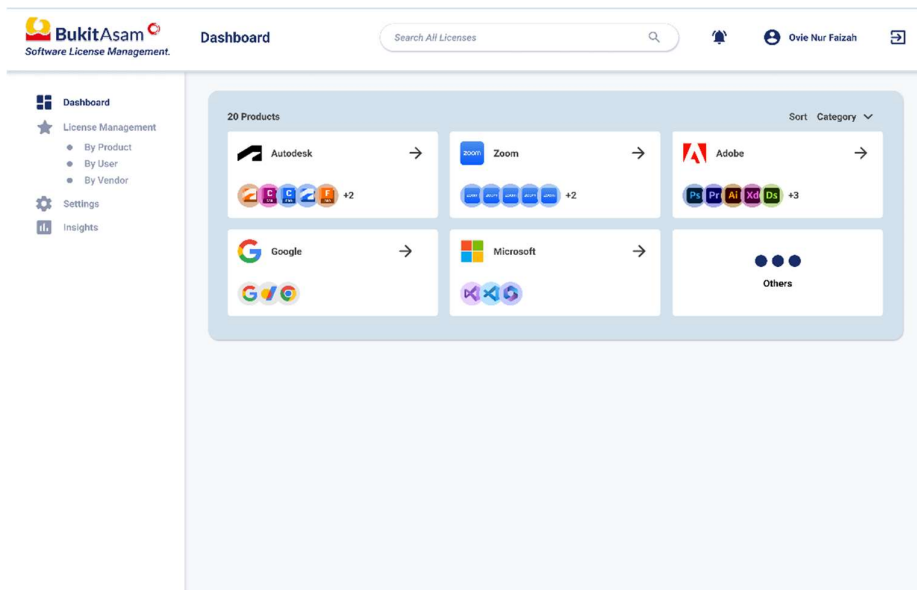 BukitAsam
Software License Management.
Dashboard
Search All Licenses
Ovie Nur Faizah
Dashboard
License Management
By Product
By User
By Vendor
Settings
Insights
20 Products
Sort Category
Autodesk
+2
zoom Zoom
+2
Adobe
Ps Pr Ai Xd Ds +3
Google
Microsoft
Others